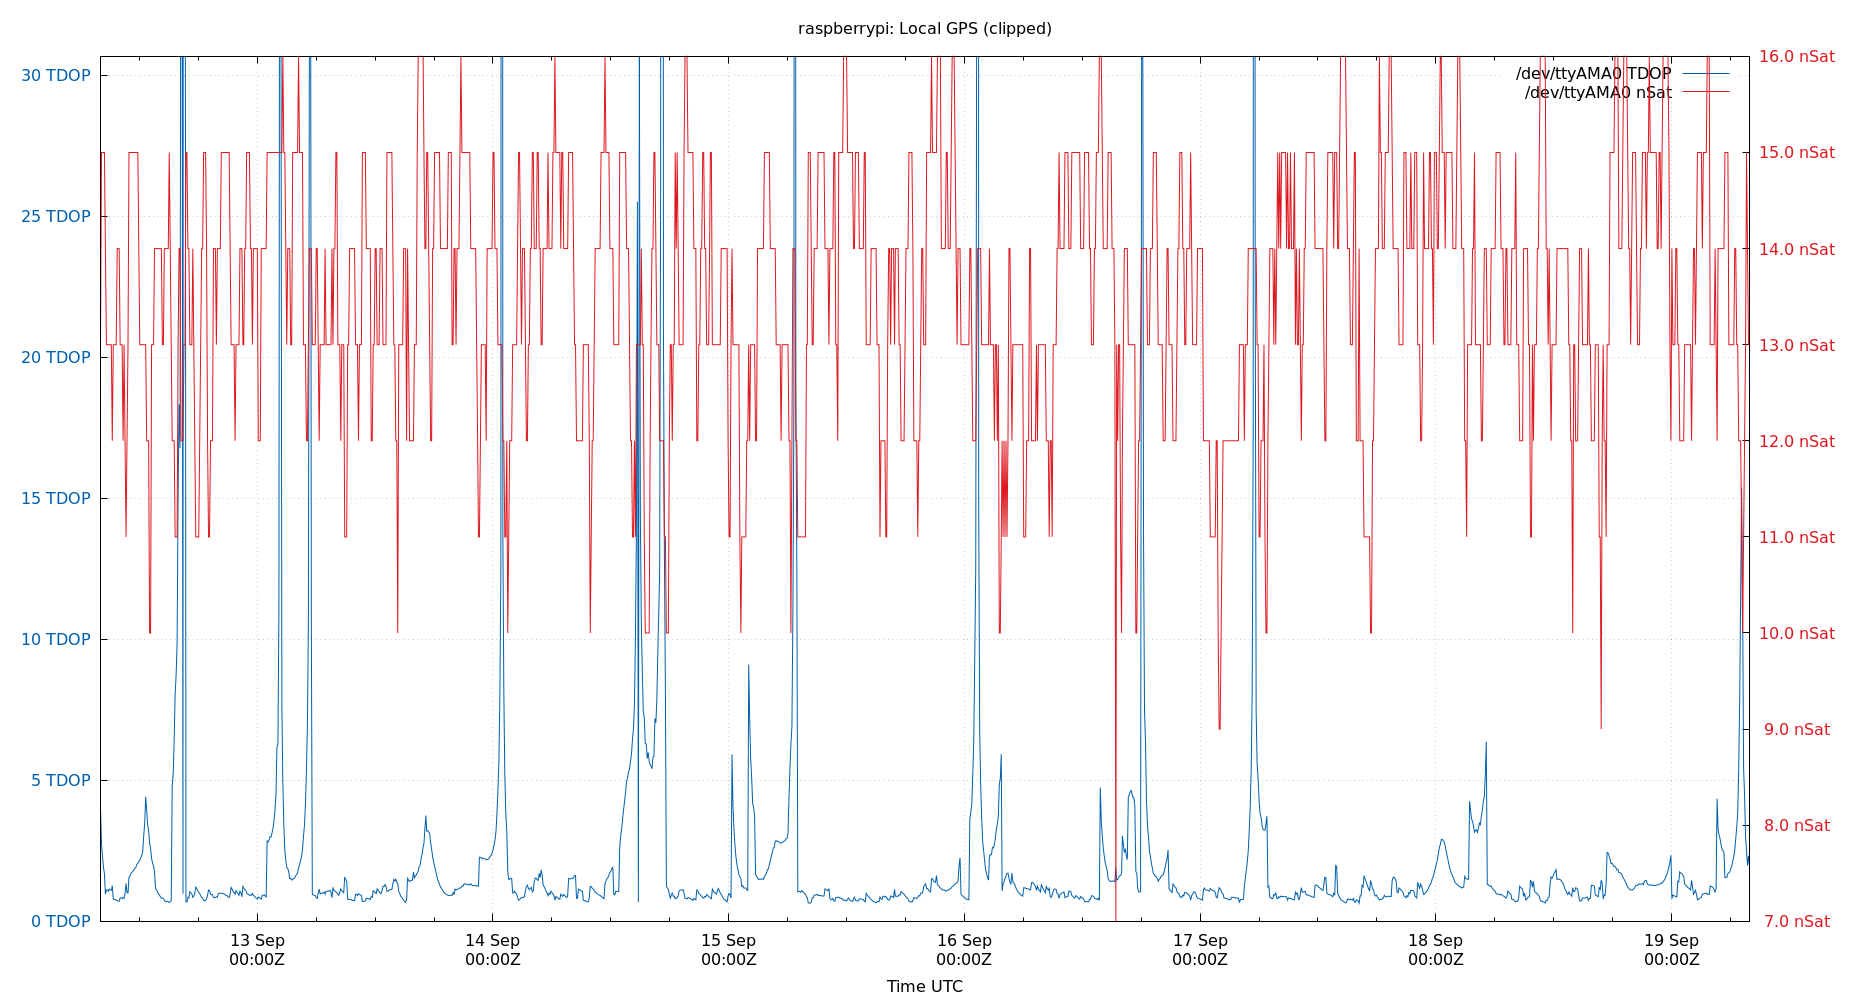 raspberrypi: Local GPS (clipped)
30 TDOP
25 TDOP
20 TDOP
15 TDOP
10 TDOP
5 TDOP
0 TDOP
16.0 nSat
15.0 nSat
14.0 nSat
13.0 nSat
12.0 nSat
11.0 nSat
10.0 nSat
9.0 nSat
8.0 nSat
7.0 nSat
/dev/ttyAMA0 TDOP
/dev/ttyAMA0 nSat
13 Sep
00:00Z
14 Sep
00:00Z
15 Sep
00:00Z
16 Sep
00:00Z
17 Sep
00:00Z
18 Sep
00:00Z
19 Sep
00:00Z
Time UTC